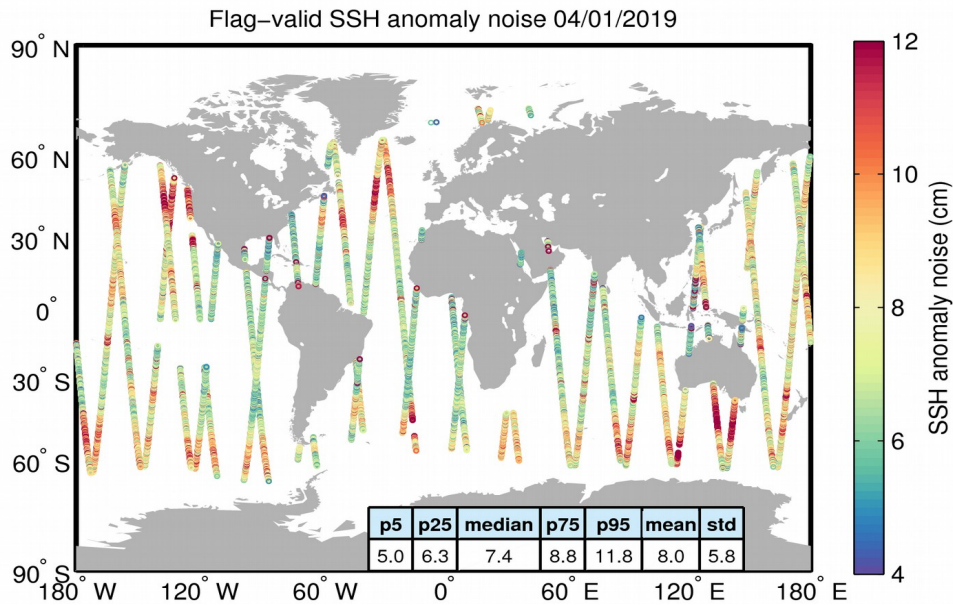 Flag−valid SSH anomaly noise 04/01/2019
90° N
60° N
30° N
0°
30° S
60° S
90° S
180° W
120° W
60° W
0°
60° E
120° E
180° E
p5 p25 median p75 p95 mean std
5.0 6.3 7.4 8.8 11.8 8.0 5.8
12
10
8
6
4
SSH anomaly noise (cm)